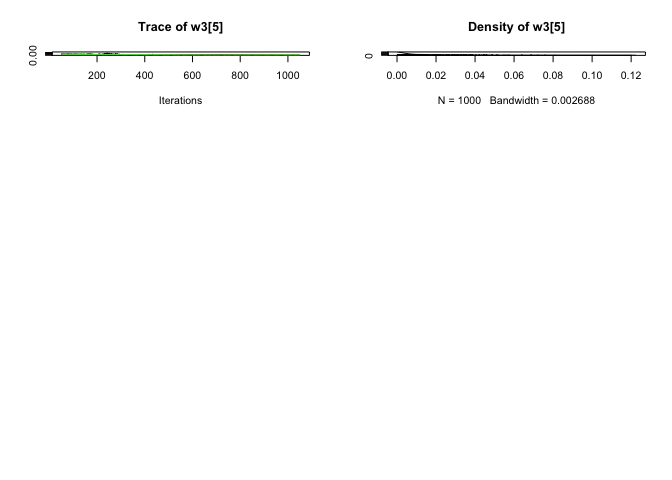 Trace of w3[5]
0.00
200 400 600 800 1000
Iterations
Density of w3[5]
0
0.00 0.02 0.04 0.06 0.08 0.10 0.12
N = 1000 Bandwidth = 0.002688